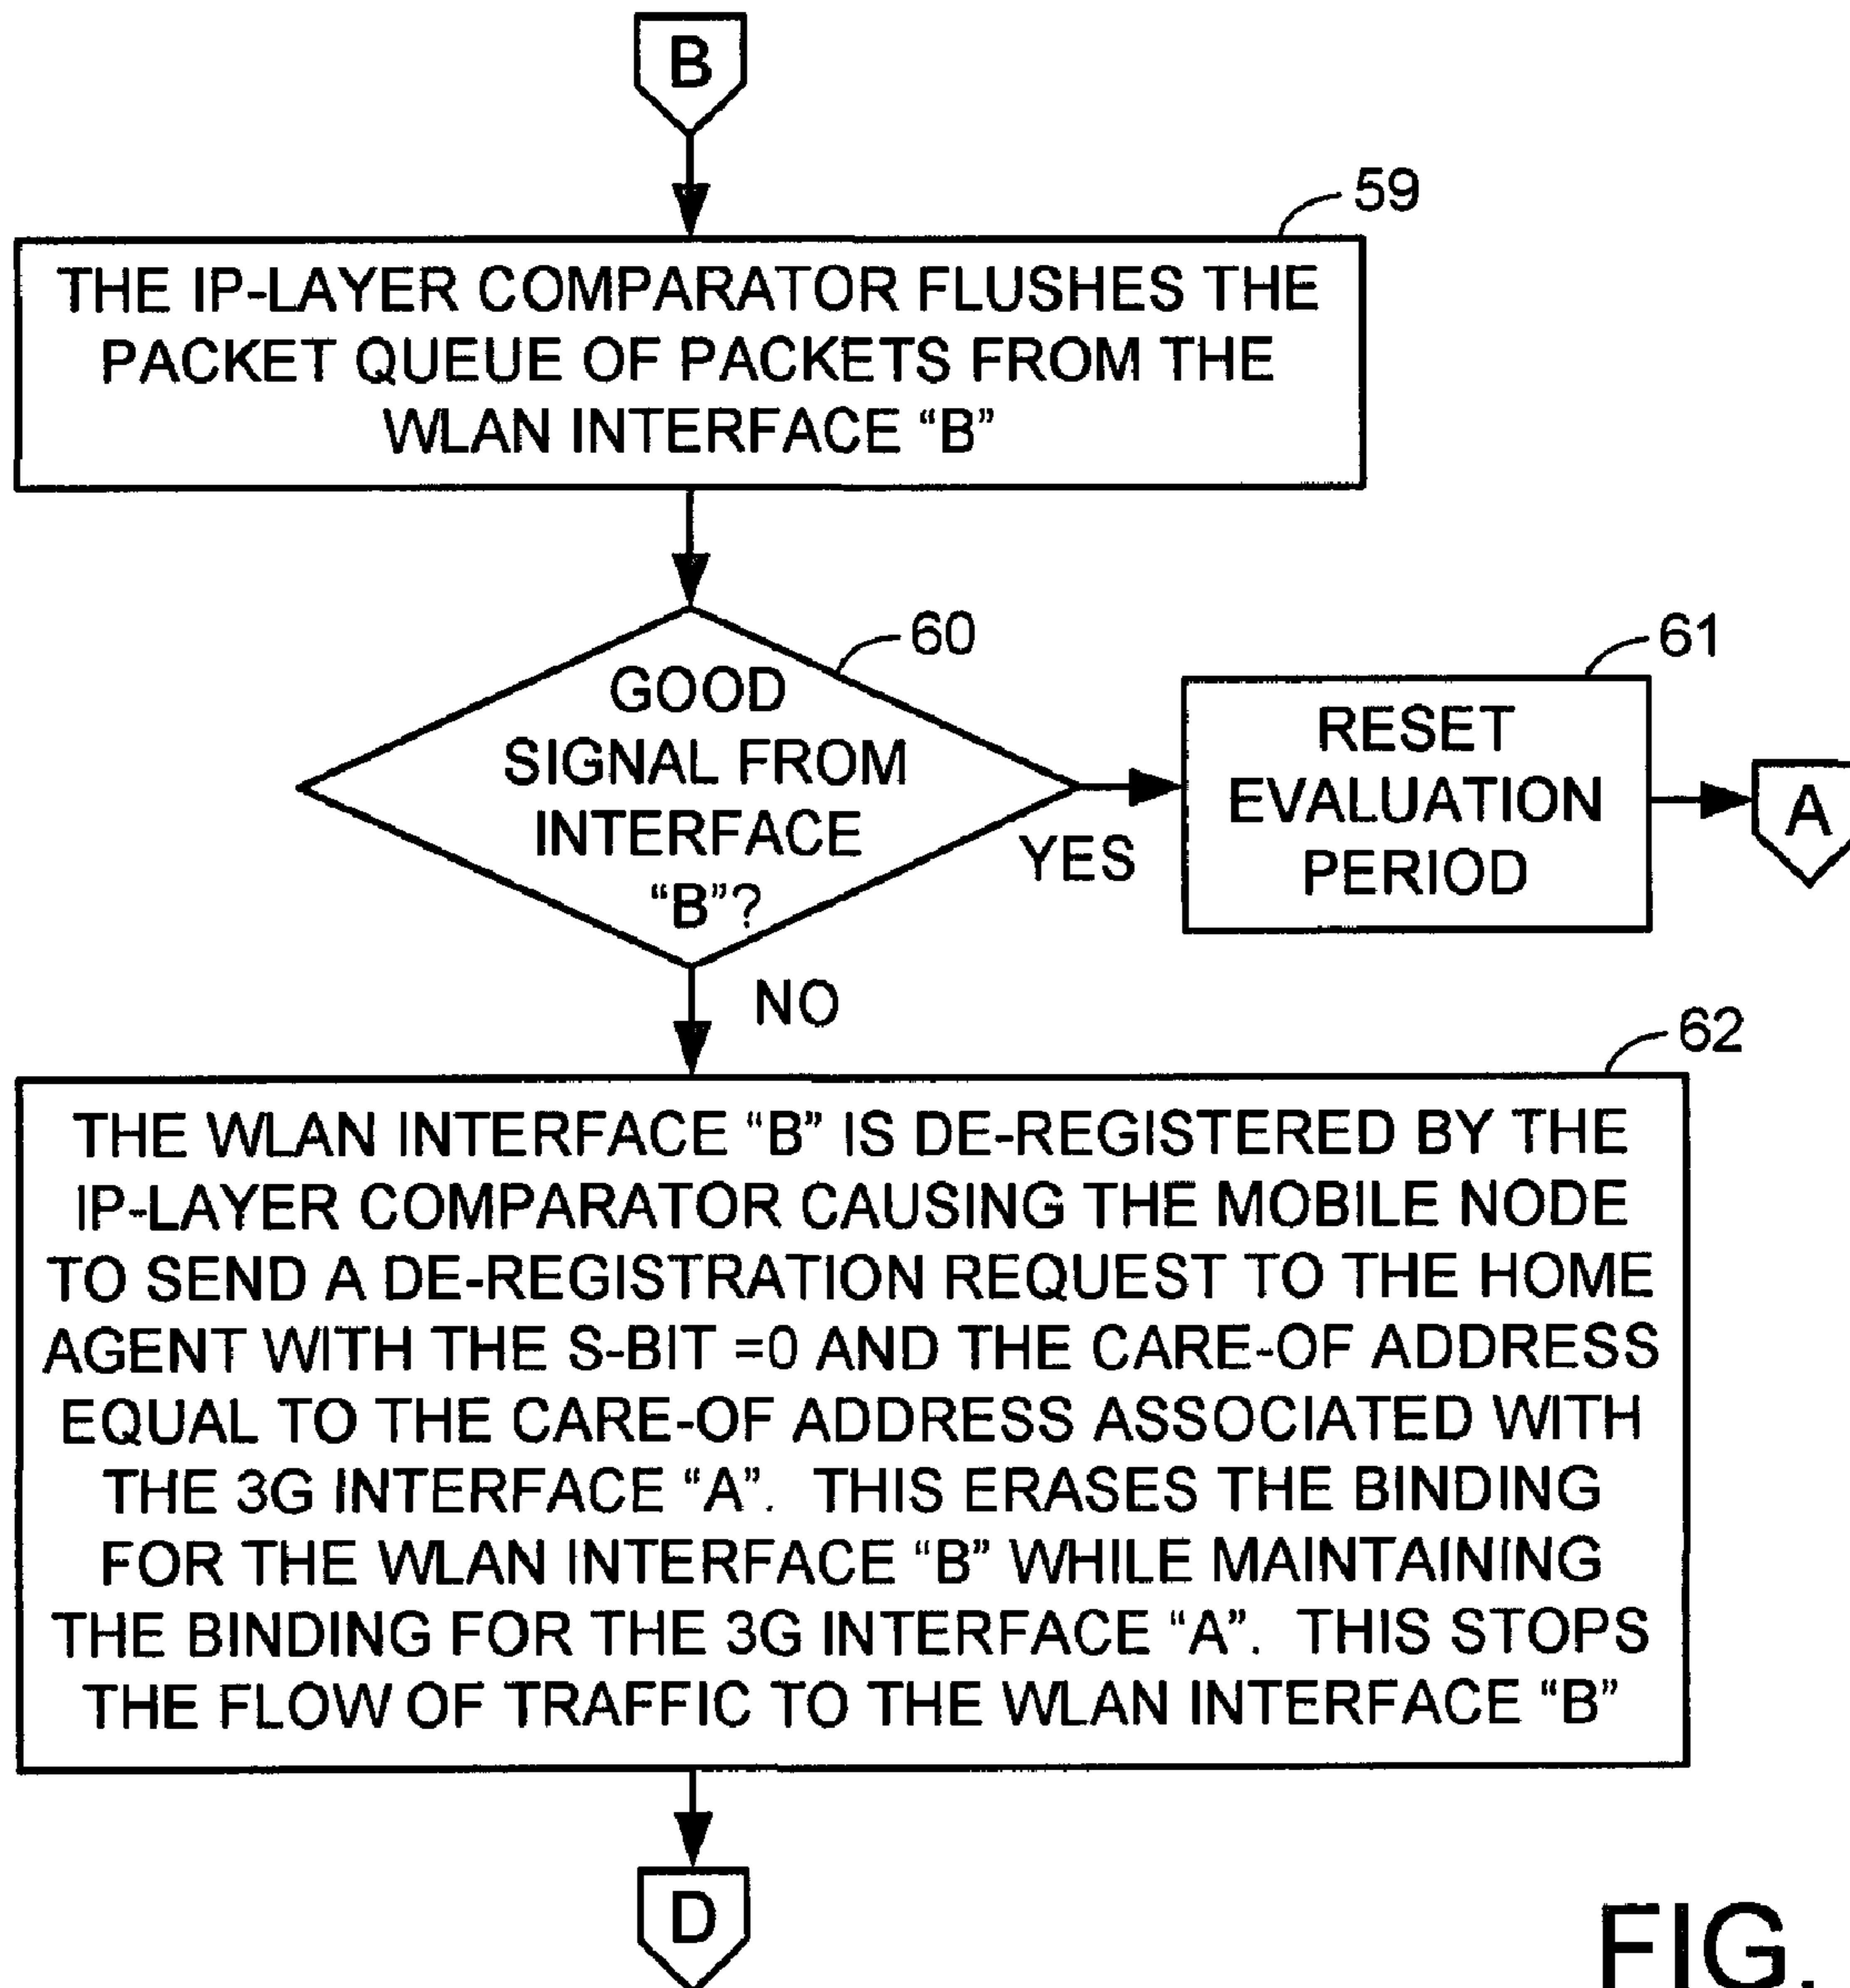 B
59
THE IP-LAYER COMPARATOR FLUSHES THE
PACKET QUEUE OF PACKETS FROM THE
WLAN INTERFACE “B”
60
GOOD
SIGNAL FROM
INTERFACE
“B”?
YES
61
RESET
EVALUATION
PERIOD
A
NO
62
THE WLAN INTERFACE “B” IS DE-REGISTERED BY THE
IP-LAYER COMPARATOR CAUSING THE MOBILE NODE
TO SEND A DE-REGISTRATION REQUEST TO THE HOME
AGENT WITH THE S-BIT =0 AND THE CARE-OF ADDRESS
EQUAL TO THE CARE-OF ADDRESS ASSOCIATED WITH
THE 3G INTERFACE “A”. THIS ERASES THE BINDING
FOR THE WLAN INTERFACE “B” WHILE MAINTAINING
THE BINDING FOR THE 3G INTERFACE “A”. THIS STOPS
THE FLOW OF TRAFFIC TO THE WLAN INTERFACE “B”
D
FIG.